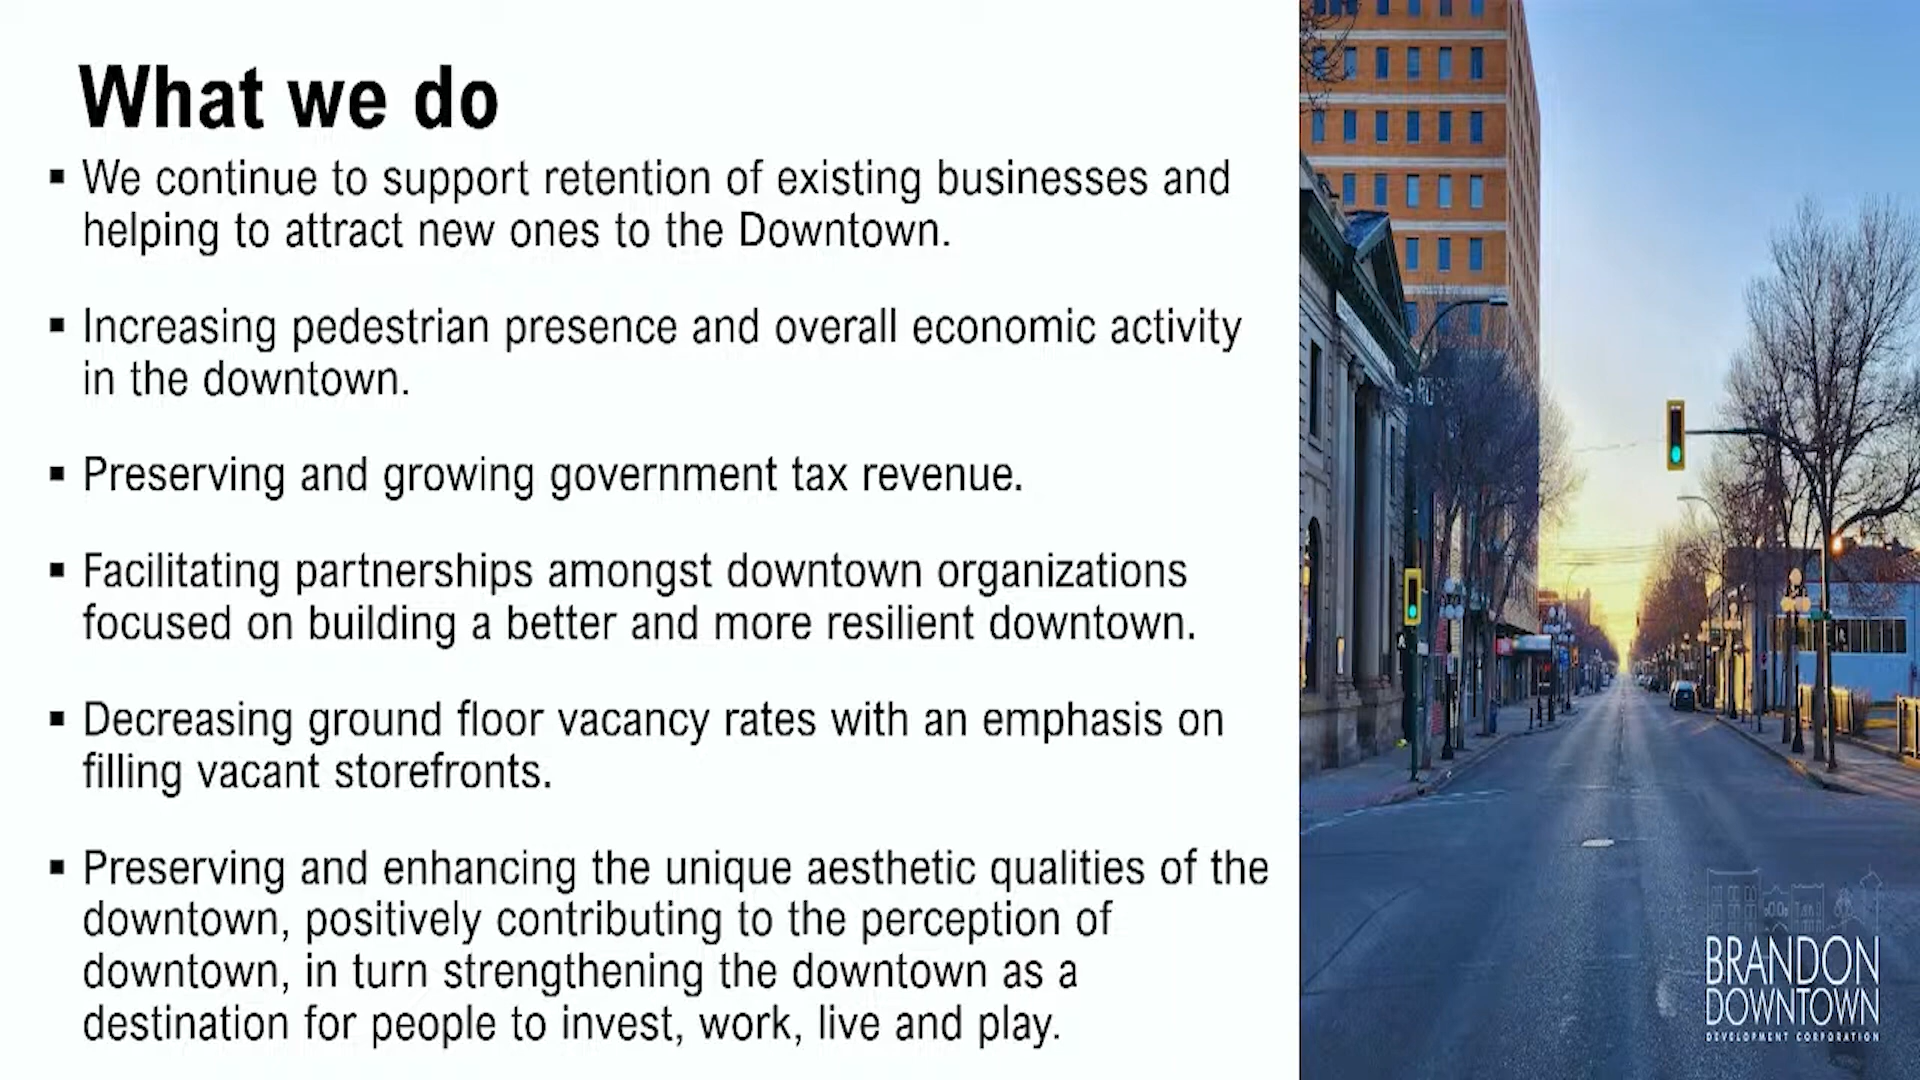 What we do
▪ We continue to support retention of existing businesses and
helping to attract new ones to the Downtown.
▪ Increasing pedestrian presence and overall economic activity
in the downtown.
▪ Preserving and growing government tax revenue.
▪ Facilitating partnerships amongst downtown organizations
focused on building a better and more resilient downtown.
▪ Decreasing ground floor vacancy rates with an emphasis on
filling vacant storefronts.
▪ Preserving and enhancing the unique aesthetic qualities of the
downtown, positively contributing to the perception of
downtown, in turn strengthening the downtown as a
destination for people to invest, work, live and play.
BRANDON
DOWNTOWN
DEVELOPMENT CORPORATION